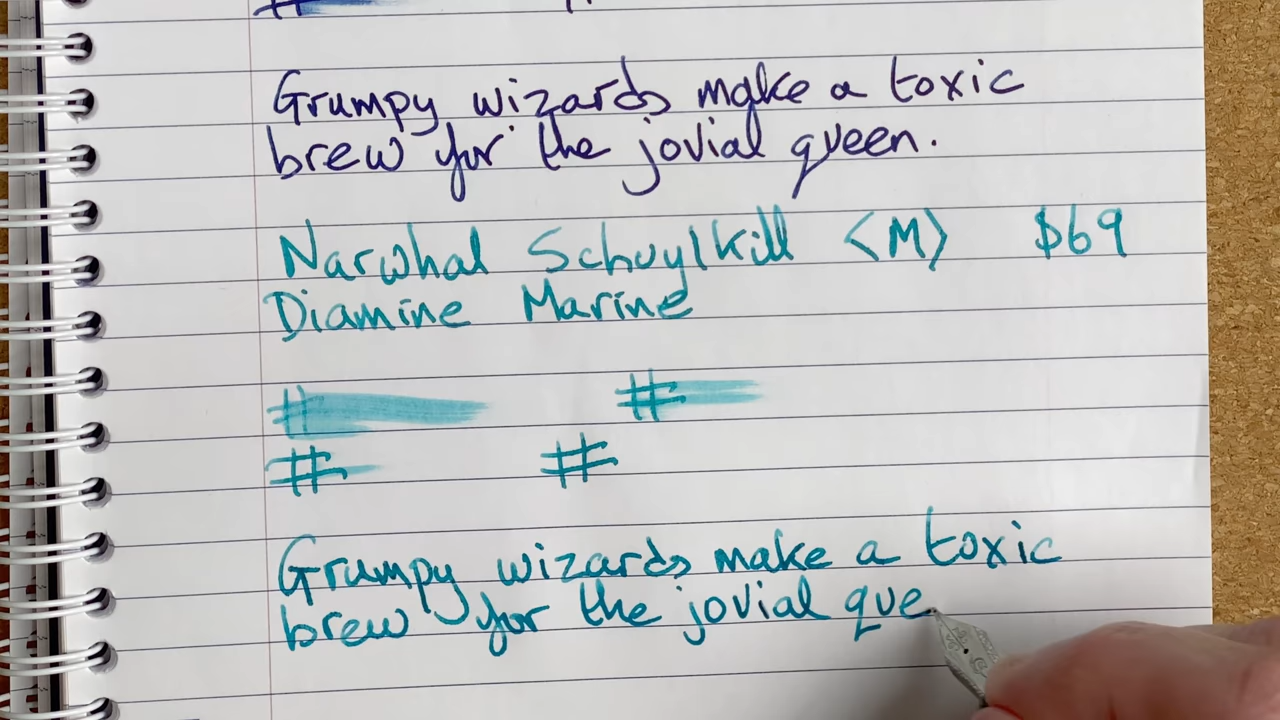 Grumpy wizards make a toxic
brew for the jovial queen.
Narwhal Schuylkill <M> $69
Diamine Marine
# #
# #
Grumpy wizards make a toxic
brew for the jovial que